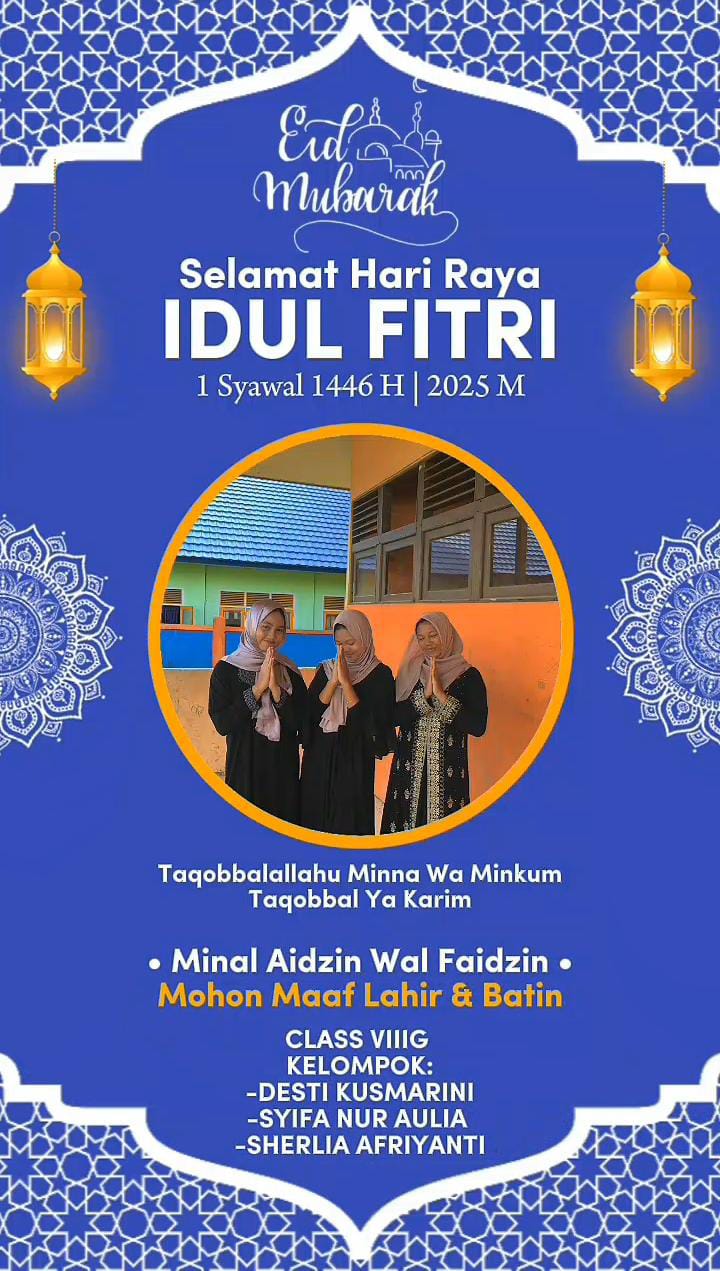 Eid
Mubarak
Selamat Hari Raya
IDUL FITRI
1 Syawal 1446 H | 2025 M
Taqobbalallahu Minna Wa Minkum
Taqobbal Ya Karim
• Minal Aidzin Wal Faidzin •
Mohon Maaf Lahir & Batin
CLASS VIIIG
KELOMPOK:
-DESTI KUSMARINI
-SYIFA NUR AULIA
-SHERLIA AFRIYANTI